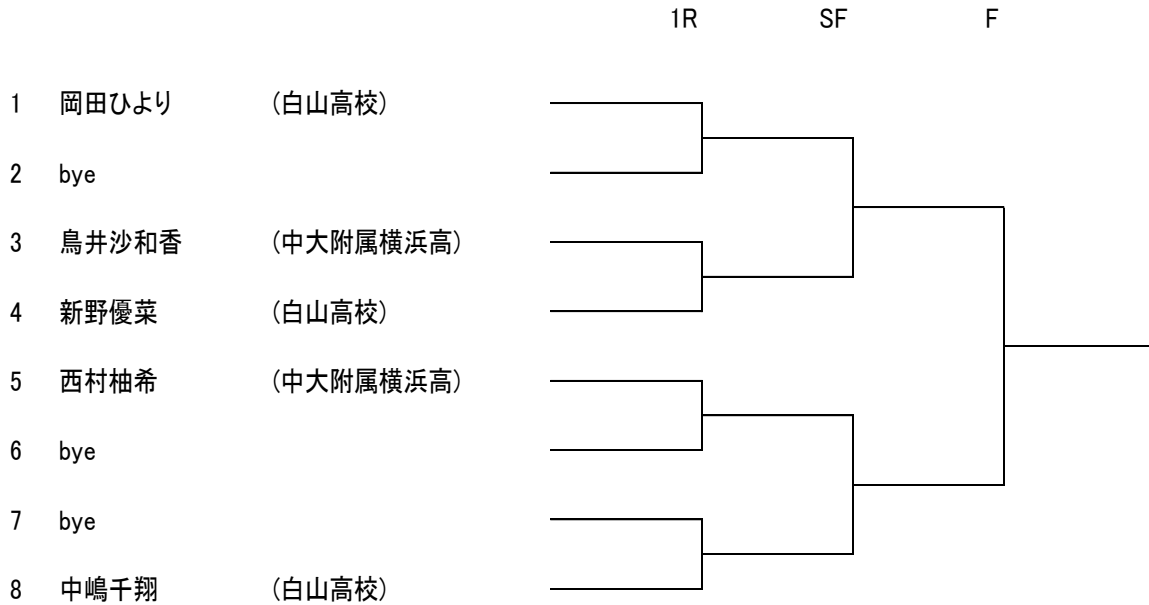 1R SF F
1 岡田ひより (白山高校)
2 bye
3 鳥井沙和香 (中大附属横浜高)
4 新野優菜 (白山高校)
5 西村柚希 (中大附属横浜高)
6 bye
7 bye
8 中嶋千翔 (白山高校)